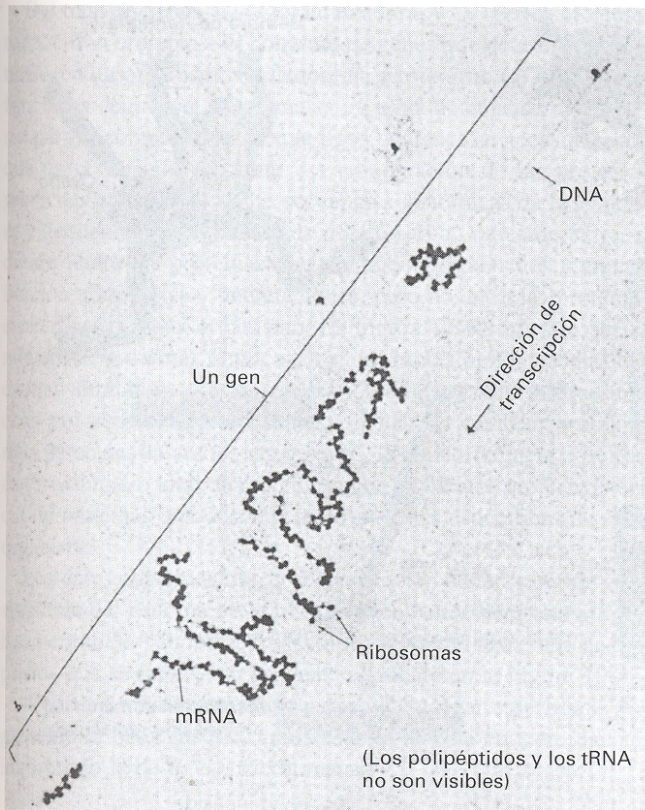 DNA
Dirección de
transcripción
Un gen
Ribosomas
mRNA
(Los polipéptidos y los tRNA
no son visibles)